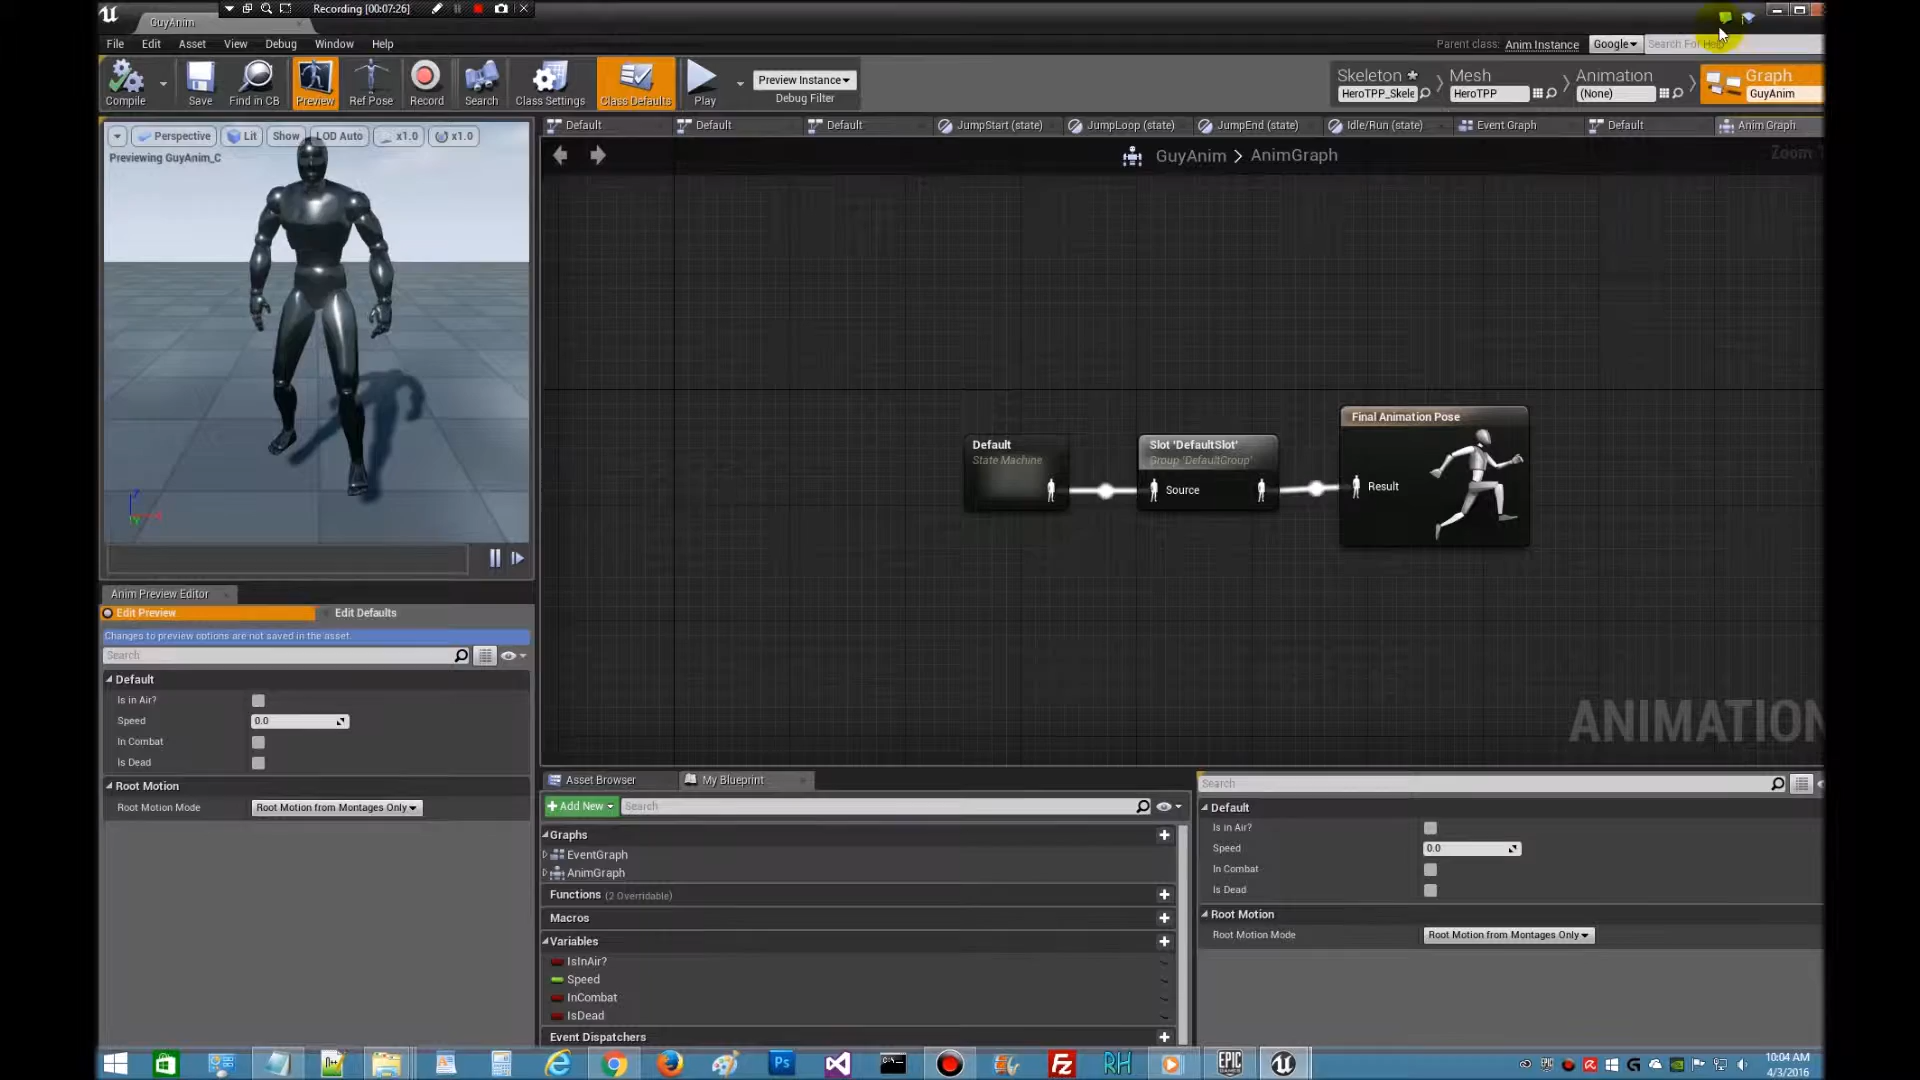 Recording [00:07:26]
GuyAnim
File Edit Asset View Debug Window Help
Parent class: Anim Instance Google Search For Help
Compile Save Find in CB Preview Ref Pose Record Search Class Settings Class Defaults Play
Preview Instance
Debug Filter
Skeleton * Mesh Animation Graph
HeroTPP_Skele HeroTPP (None) GuyAnim
Default Default Default JumpStart (state) JumpLoop (state) JumpEnd (state) Idle/Run (state) Event Graph Default Anim Graph
Perspective Lit Show LOD Auto x1.0 x1.0
Previewing GuyAnim_C
GuyAnim > AnimGraph
Zoom
Default
State Machine
Slot 'DefaultSlot'
Group 'DefaultGroup'
Source
Final Animation Pose
Result
ANIMATION
Anim Preview Editor
Edit Preview Edit Defaults
Changes to preview options are not saved in the asset.
Search
Default
Is in Air?
Speed 0.0
In Combat
Is Dead
Root Motion
Root Motion Mode Root Motion from Montages Only
Asset Browser My Blueprint
Add New Search
Graphs
EventGraph
AnimGraph
Functions (2 Overridable)
Macros
Variables
IsInAir?
Speed
InCombat
IsDead
Event Dispatchers
Search
Default
Is in Air?
Speed 0.0
In Combat
Is Dead
Root Motion
Root Motion Mode Root Motion from Montages Only
Ps
FZ
RH
EPIC
GAMES
10:04 AM
4/3/2016